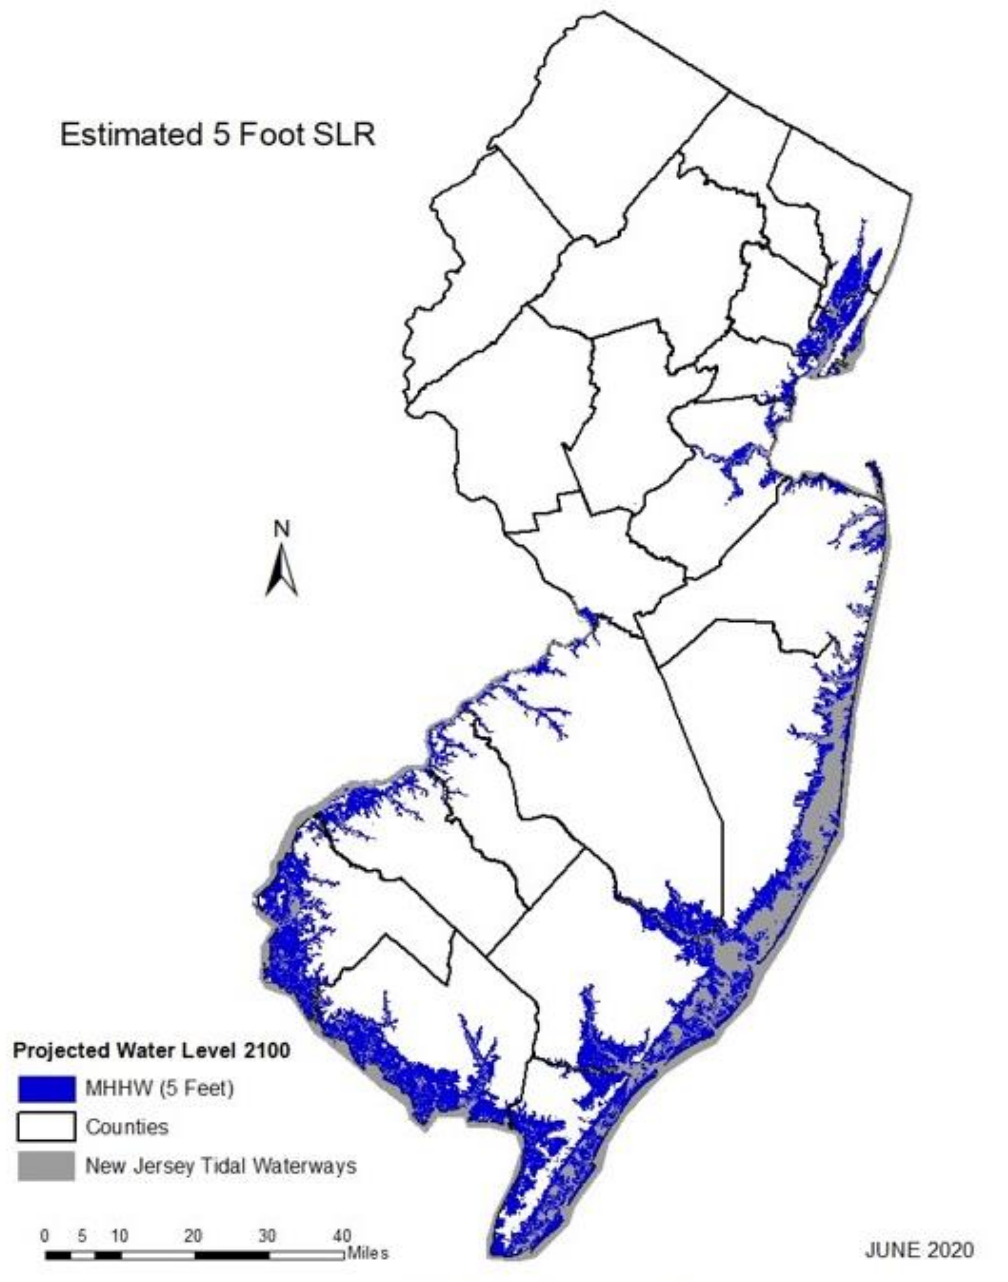 Estimated 5 Foot SLR
N
Projected Water Level 2100
MHHW (5 Feet)
Counties
New Jersey Tidal Waterways
0 5 10 20 30 40
Miles
JUNE 2020